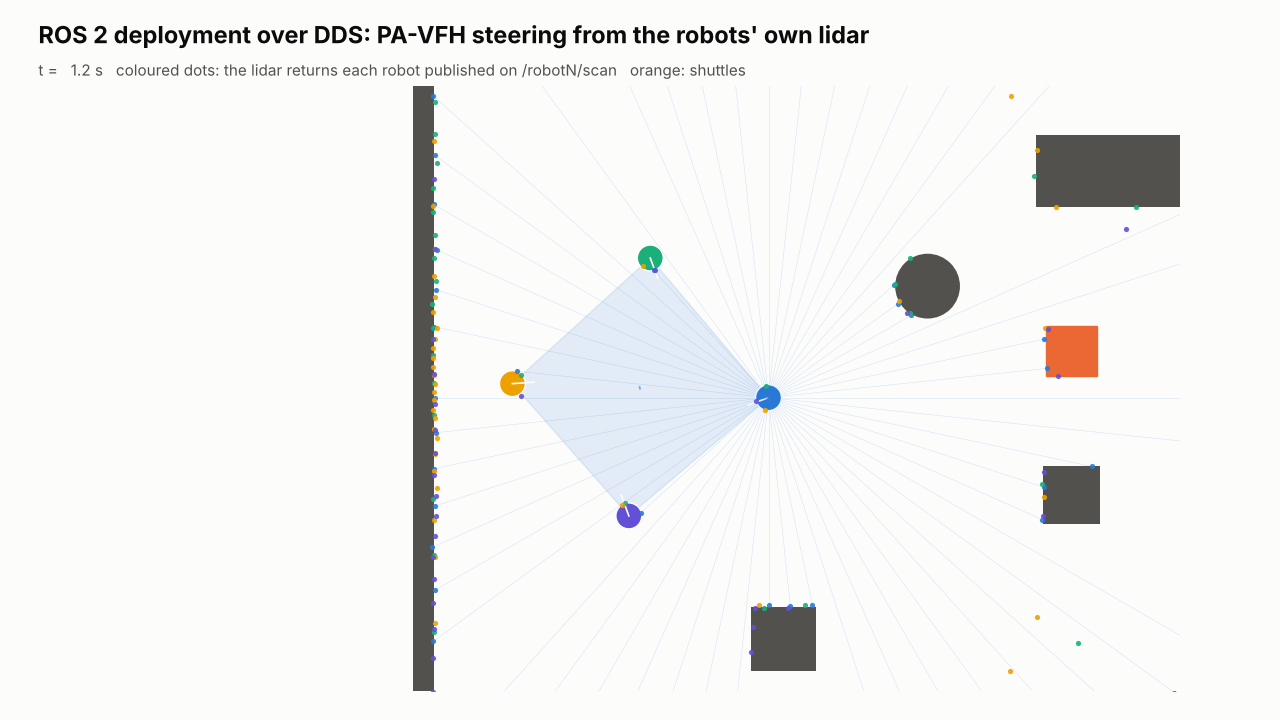 ROS 2 deployment over DDS: PA-VFH steering from the robots' own lidar
t = 1.2 s coloured dots: the lidar returns each robot published on /robotN/scan orange: shuttles